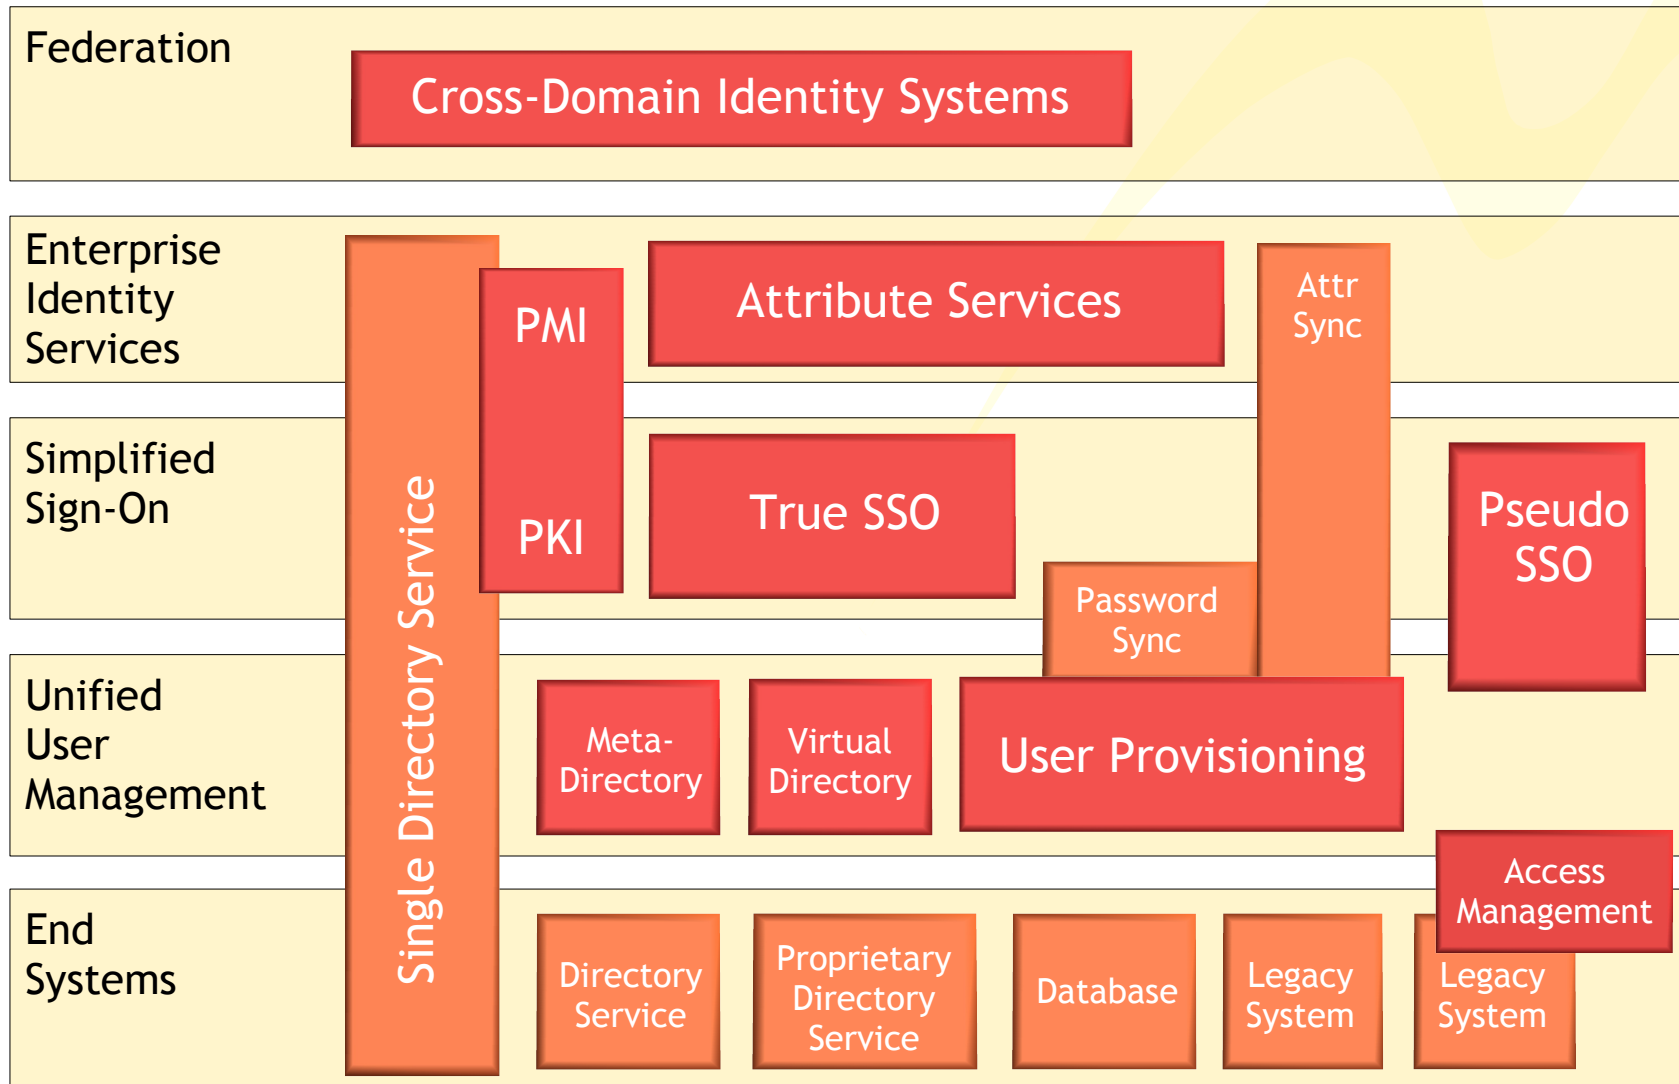 Federation
Cross-Domain Identity Systems
Enterprise
Identity
Services
PMI
Attribute Services
Attr
Sync
Simplified
Sign-On
PKI
True SSO
Password
Sync
Pseudo
SSO
Single Directory Service
Unified
User
Management
Meta-
Directory
Virtual
Directory
User Provisioning
Access
Management
End
Systems
Directory
Service
Proprietary
Directory
Service
Database
Legacy
System
Legacy
System